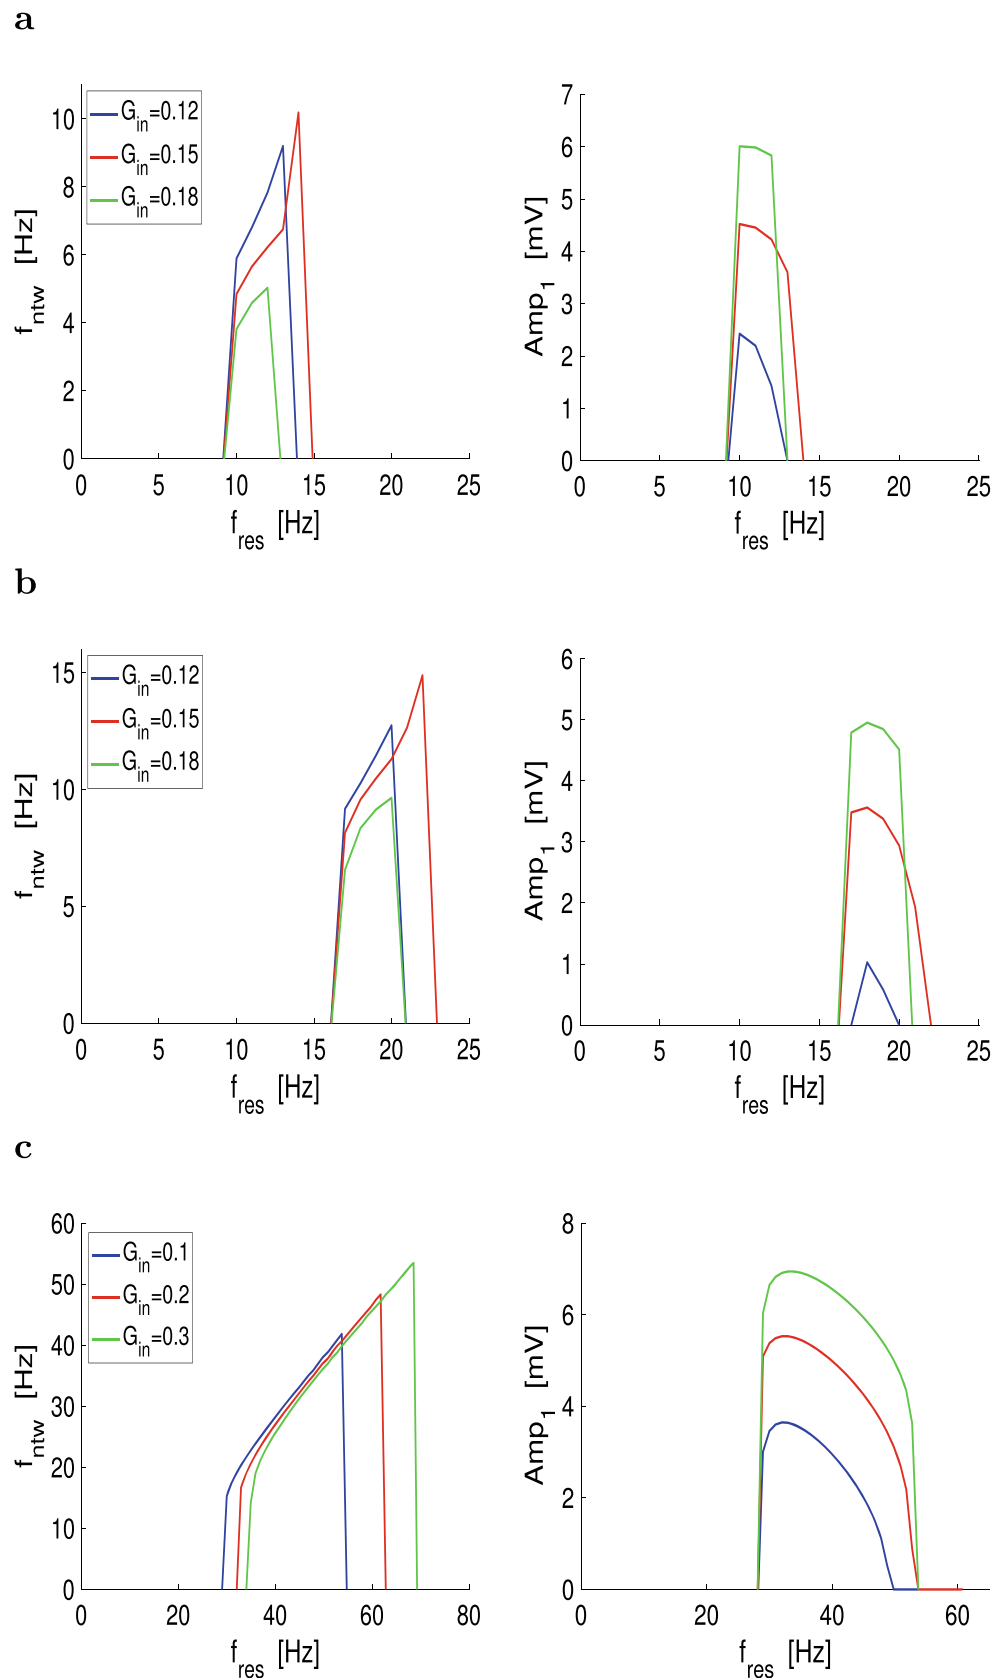 a
G_in=0.12
G_in=0.15
G_in=0.18
f_ntw [Hz]
10
8
6
4
2
0
0 5 10 15 20 25
f_res [Hz]
Amp_1 [mV]
7
6
5
4
3
2
1
0
0 5 10 15 20 25
f_res [Hz]
b
G_in=0.12
G_in=0.15
G_in=0.18
f_ntw [Hz]
15
10
5
0
0 5 10 15 20 25
f_res [Hz]
Amp_1 [mV]
6
5
4
3
2
1
0
0 5 10 15 20 25
f_res [Hz]
c
G_in=0.1
G_in=0.2
G_in=0.3
f_ntw [Hz]
60
50
40
30
20
10
0
0 20 40 60 80
f_res [Hz]
Amp_1 [mV]
8
6
4
2
0
0 20 40 60
f_res [Hz]